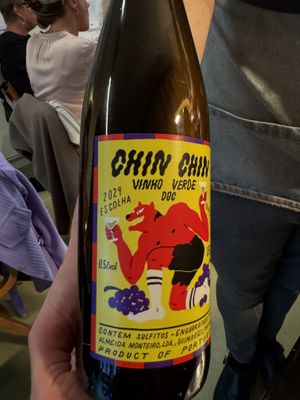 CHIN CHIN
VINHO VERDE
DOC
2024
ESCOLHA
11.5%vol
CONTEM SULFITOS - ENGARRAFADO
ALMEIDA MONTEIRO, LDA., GUIMARÃES
PRODUCT OF PORTUGAL